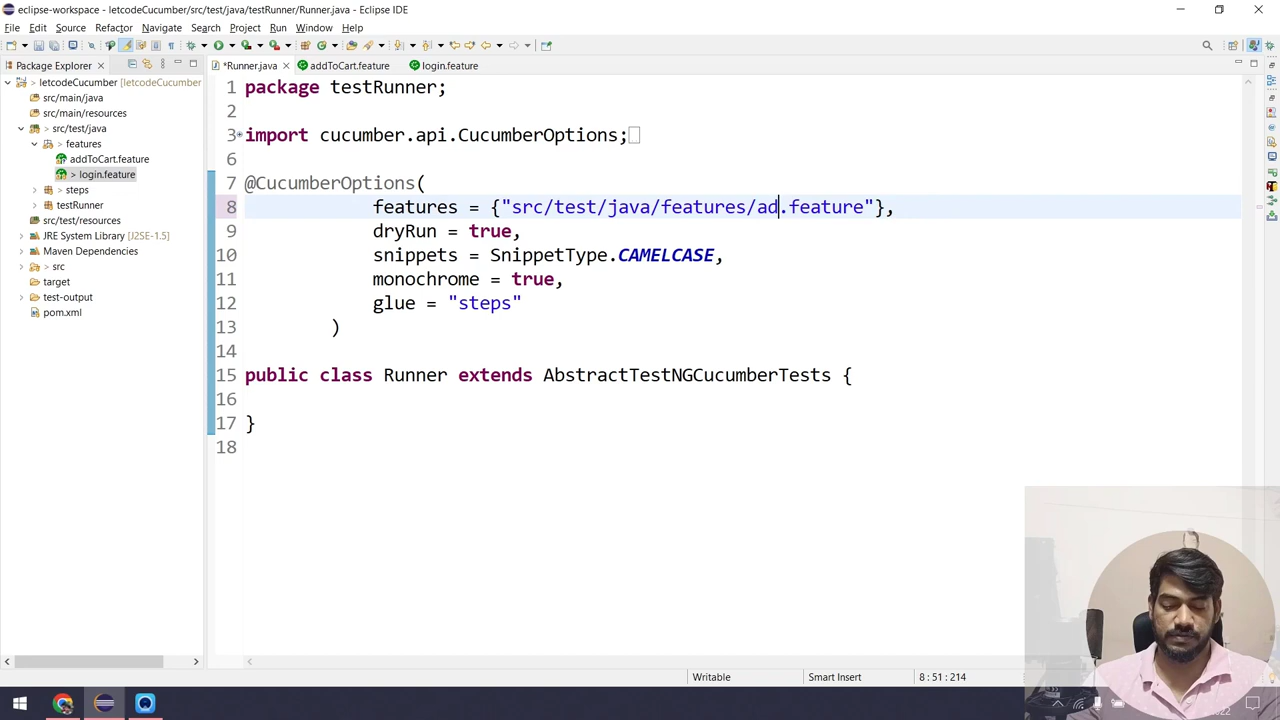 eclipse-workspace - letcodeCucumber/src/test/java/testRunner/Runner.java - Eclipse IDE
File Edit Source Refactor Navigate Search Project Run Window Help
Package Explorer
*Runner.java addToCart.feature login.feature
letcodeCucumber [letcodeCucumber
src/main/java
src/main/resources
src/test/java
features
addToCart.feature
> login.feature
steps
testRunner
src/test/resources
JRE System Library [J2SE-1.5]
Maven Dependencies
src
target
test-output
pom.xml
1 package testRunner;
2
3 import cucumber.api.CucumberOptions;
6
7 @CucumberOptions(
8 features = {"src/test/java/features/ad.feature"},
9 dryRun = true,
10 snippets = SnippetType.CAMELCASE,
11 monochrome = true,
12 glue = "steps"
13 )
14
15 public class Runner extends AbstractTestNGCucumberTests {
16
17 }
18
Writable Smart Insert 8 : 51 : 214